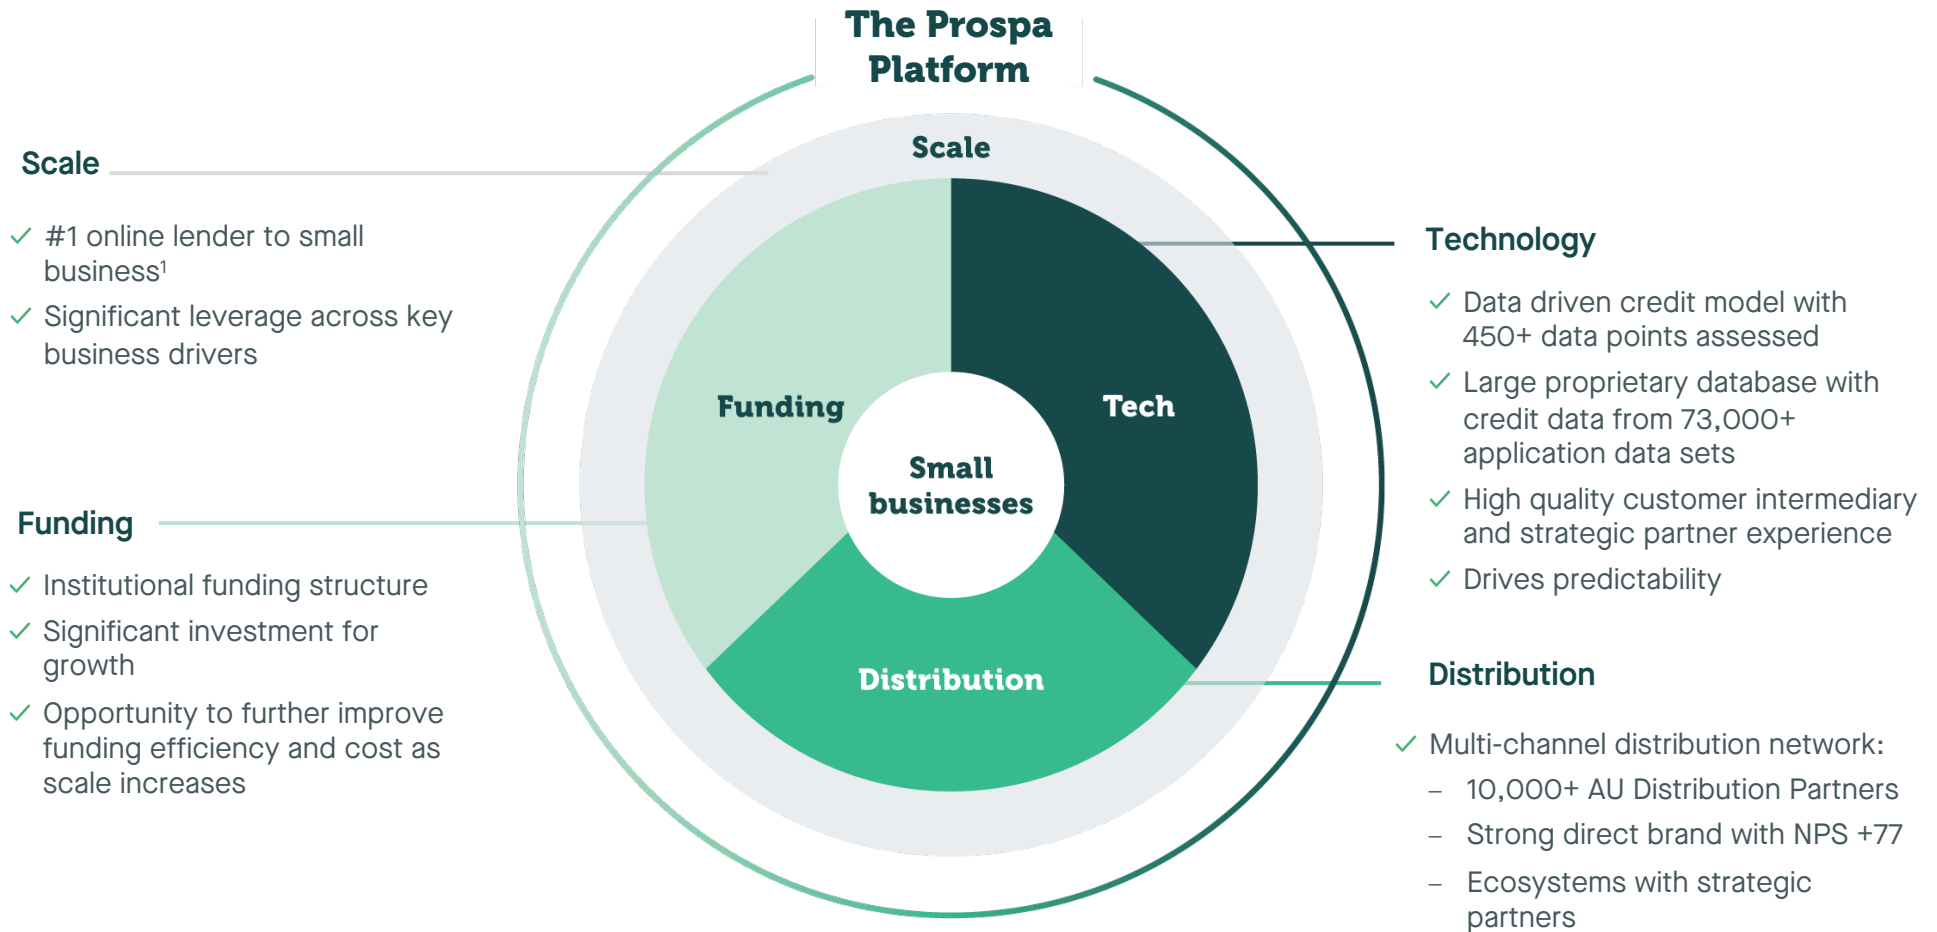 The Prospa
Platform
Scale
Scale
#1 online lender to small
business¹
Significant leverage across key
business drivers
Funding
Institutional funding structure
Significant investment for
growth
Opportunity to further improve
funding efficiency and cost as
scale increases
Funding
Tech
Small
businesses
Distribution
Technology
Data driven credit model with
450+ data points assessed
Large proprietary database with
credit data from 73,000+
application data sets
High quality customer intermediary
and strategic partner experience
Drives predictability
Distribution
Multi-channel distribution network:
– 10,000+ AU Distribution Partners
– Strong direct brand with NPS +77
– Ecosystems with strategic
partners